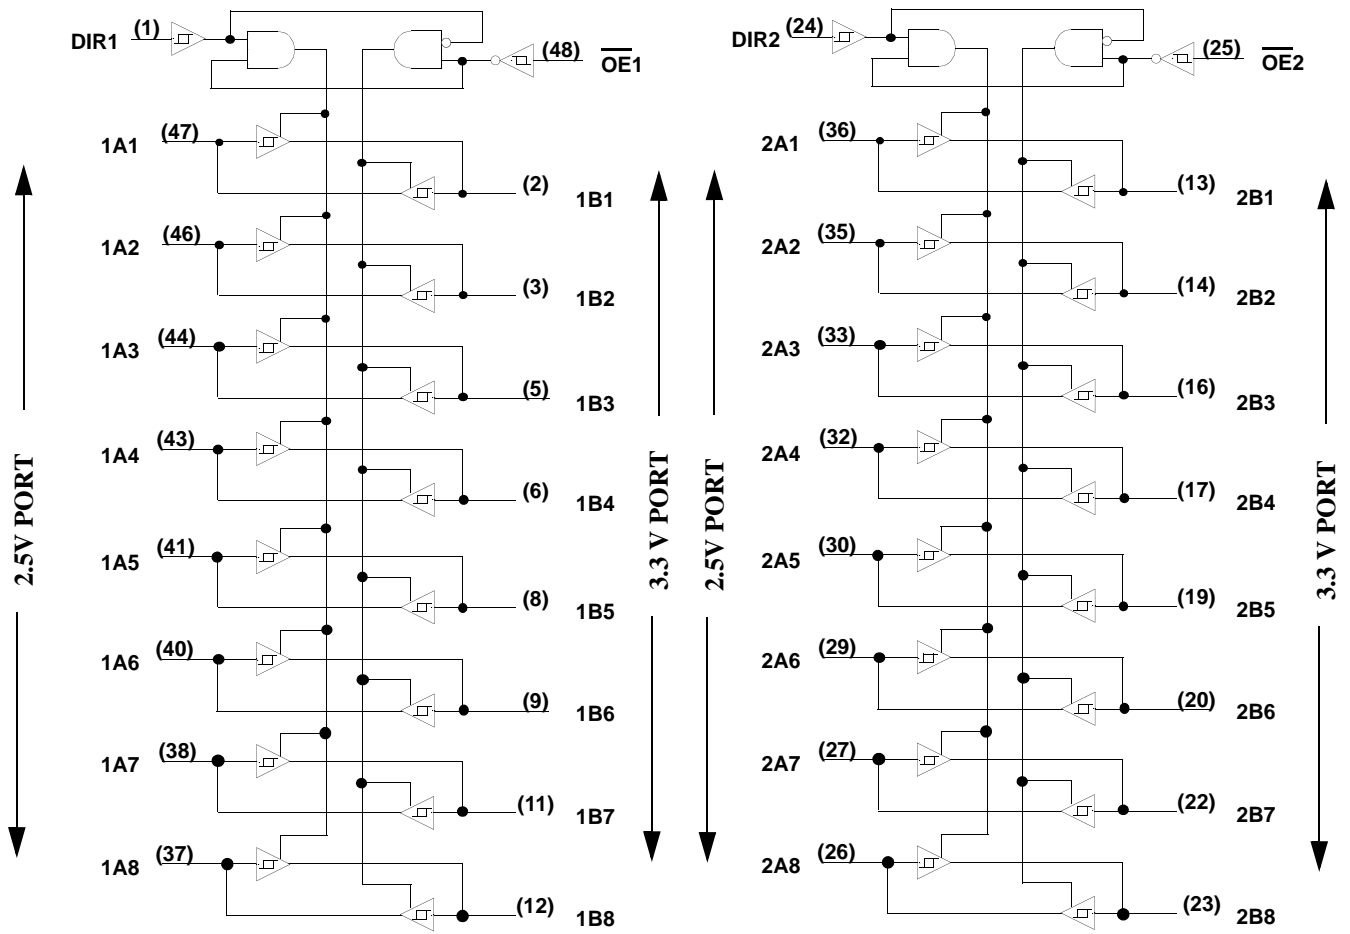 DIR1 (1) (48) OE1
1A1 (47) (2) 1B1
1A2 (46) (3) 1B2
1A3 (44) (5) 1B3
1A4 (43) (6) 1B4
1A5 (41) (8) 1B5
1A6 (40) (9) 1B6
1A7 (38) (11) 1B7
1A8 (37) (12) 1B8
2.5V PORT
3.3 V PORT
DIR2 (24) (25) OE2
2A1 (36) (13) 2B1
2A2 (35) (14) 2B2
2A3 (33) (16) 2B3
2A4 (32) (17) 2B4
2A5 (30) (19) 2B5
2A6 (29) (20) 2B6
2A7 (27) (22) 2B7
2A8 (26) (23) 2B8
2.5V PORT
3.3 V PORT